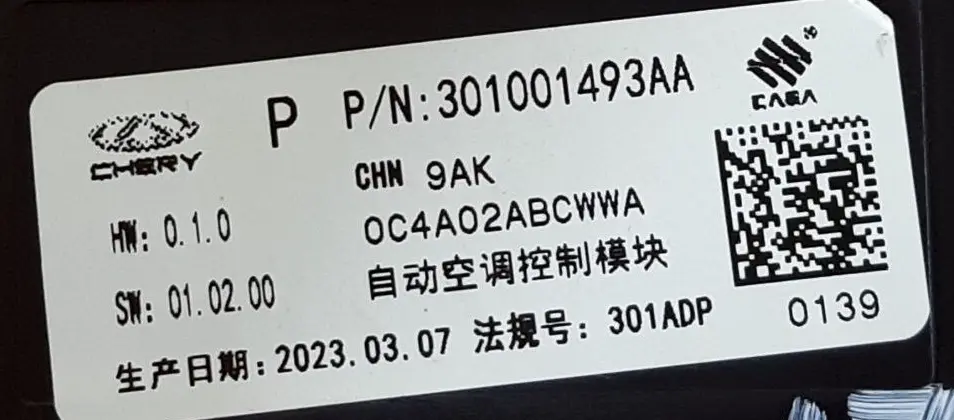 CHERY
P
P/N:301001493AA
CAEA
CHN 9AK
HW: 0.1.0
0C4A02ABCWWA
SW: 01.02.00
自动空调控制模块
0139
生产日期:2023.03.07 法规号: 301ADP